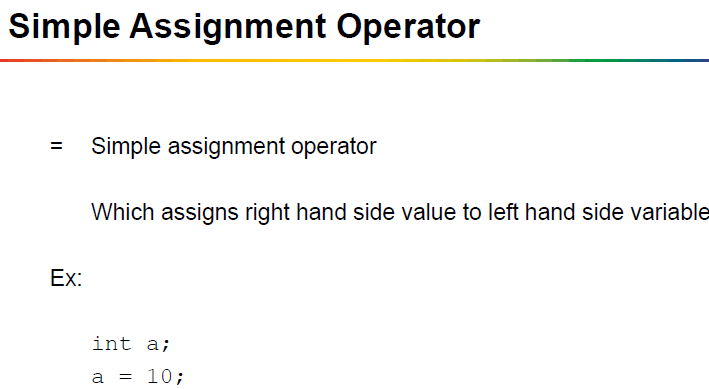 Simple Assignment Operator
= Simple assignment operator
Which assigns right hand side value to left hand side variable
Ex:
int a;
a = 10;